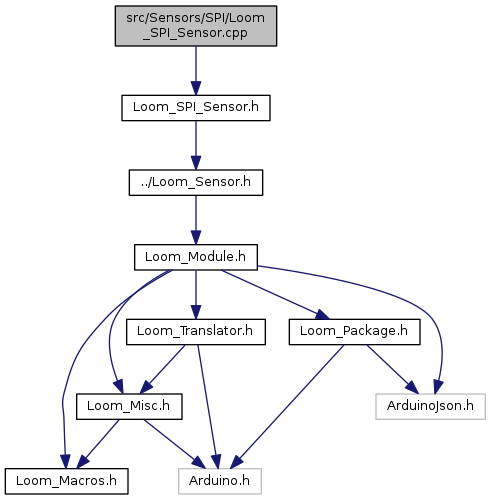 src/Sensors/SPI/Loom
_SPI_Sensor.cpp
Loom_SPI_Sensor.h
../Loom_Sensor.h
Loom_Module.h
Loom_Translator.h
Loom_Package.h
Loom_Misc.h
ArduinoJson.h
Loom_Macros.h
Arduino.h